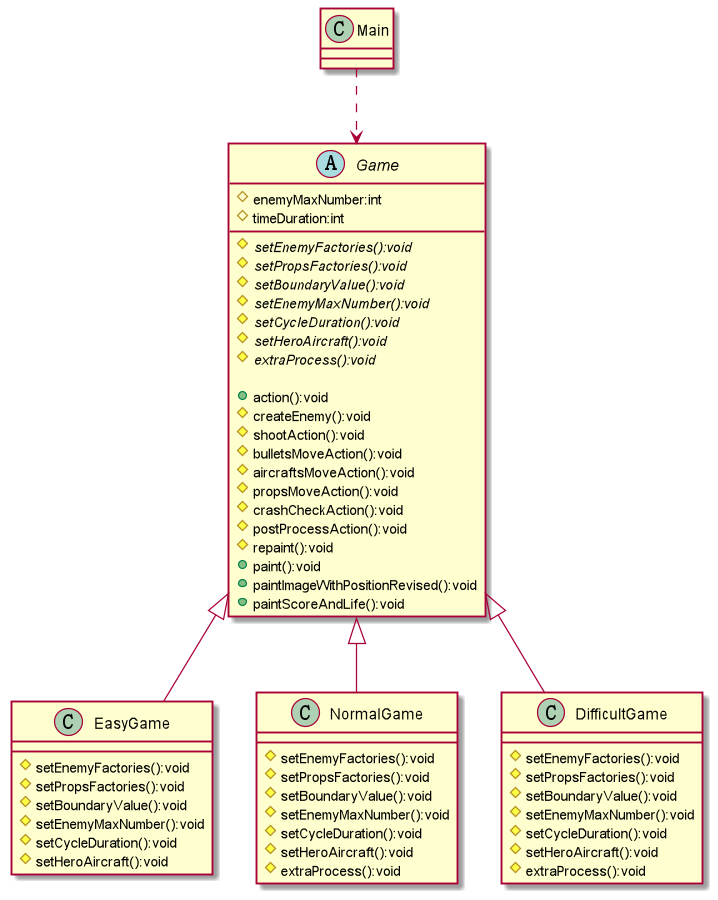 C Main
A Game
enemyMaxNumber:int
timeDuration:int
setEnemyFactories():void
setPropsFactories():void
setBoundaryValue():void
setEnemyMaxNumber():void
setCycleDuration():void
setHeroAircraft():void
extraProcess():void
action():void
createEnemy():void
shootAction():void
bulletsMoveAction():void
aircraftsMoveAction():void
propsMoveAction():void
crashCheckAction():void
postProcessAction():void
repaint():void
paint():void
paintImageWithPositionRevised():void
paintScoreAndLife():void
C EasyGame
setEnemyFactories():void
setPropsFactories():void
setBoundaryValue():void
setEnemyMaxNumber():void
setCycleDuration():void
setHeroAircraft():void
C NormalGame
setEnemyFactories():void
setPropsFactories():void
setBoundaryValue():void
setEnemyMaxNumber():void
setCycleDuration():void
setHeroAircraft():void
extraProcess():void
C DifficultGame
setEnemyFactories():void
setPropsFactories():void
setBoundaryValue():void
setEnemyMaxNumber():void
setCycleDuration():void
setHeroAircraft():void
extraProcess():void